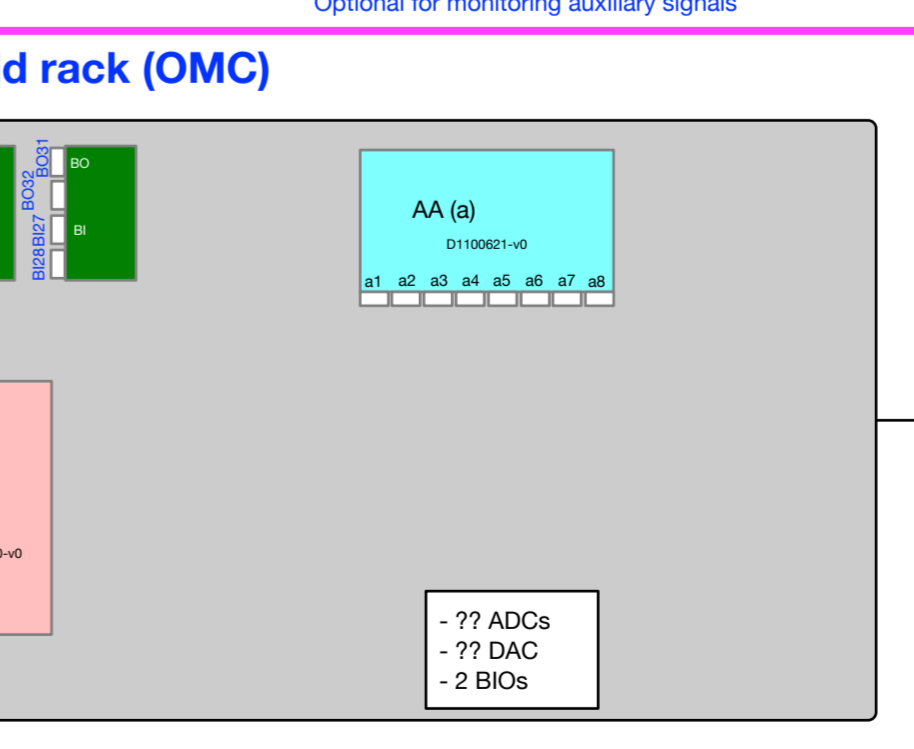 Optional for monitoring auxiliary signals
d rack (OMC)
BO31
BO32
BI27
BI28
BO
BI
AA (a)
D1100621-v0
a1 a2 a3 a4 a5 a6 a7 a8
-v0
- ?? ADCs
- ?? DAC
- 2 BIOs